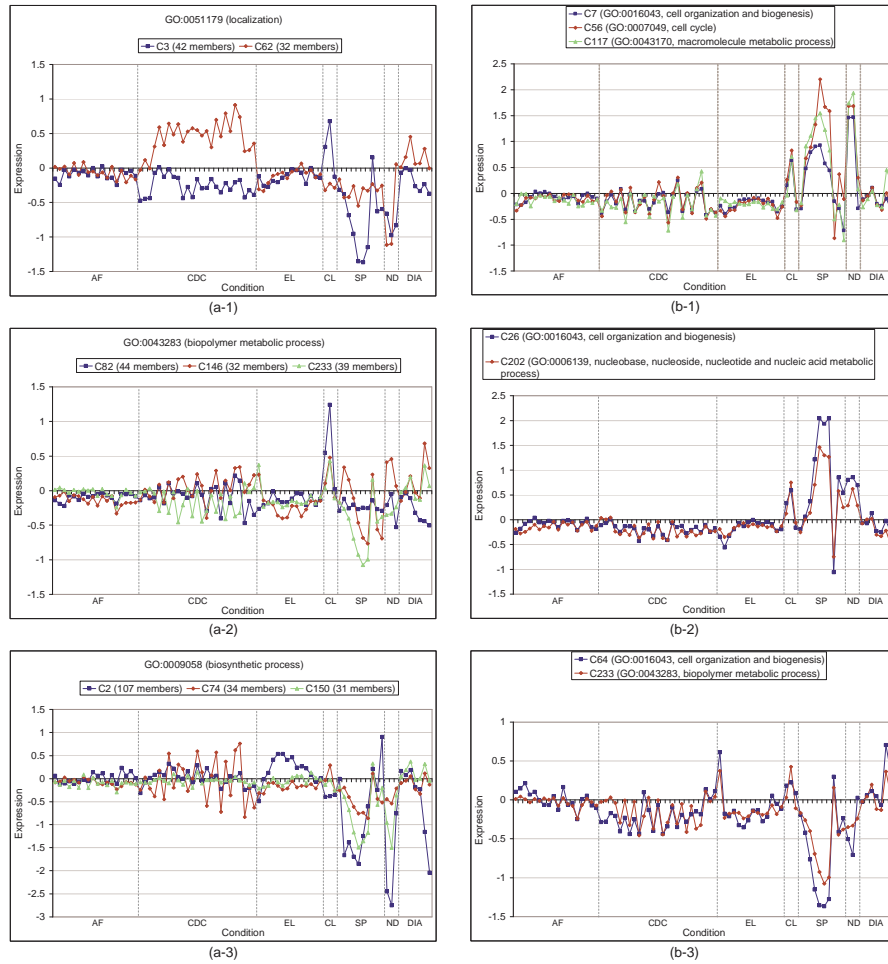 GO:0051179 (localization)
C3 (42 members) C62 (32 members)
1.5
1
0.5
0
-0.5
-1
-1.5
Expression
AF CDC EL CL SP ND DIA
Condition
(a-1)
C7 (GO:0016043, cell organization and biogenesis)
C56 (GO:0007049, cell cycle)
C117 (GO:0043170, macromolecule metabolic process)
2.5
2
1.5
1
0.5
0
-0.5
-1
-1.5
Expression
AF CDC EL CL SP ND DIA
Condition
(b-1)
GO:0043283 (biopolymer metabolic process)
C82 (44 members) C146 (32 members) C233 (39 members)
1.5
1
0.5
0
-0.5
-1
-1.5
Expression
AF CDC EL CL SP ND DIA
Condition
(a-2)
C26 (GO:0016043, cell organization and biogenesis)
C202 (GO:0006139, nucleobase, nucleoside, nucleotide and nucleic acid metabolic
process)
2.5
2
1.5
1
0.5
0
-0.5
-1
-1.5
Expression
AF CDC EL CL SP ND DIA
Condition
(b-2)
GO:0009058 (biosynthetic process)
C2 (107 members) C74 (34 members) C150 (31 members)
1.5
1
0.5
0
-0.5
-1
-1.5
-2
-2.5
-3
Expression
AF CDC EL CL SP ND DIA
Condition
(a-3)
C64 (GO:0016043, cell organization and biogenesis)
C233 (GO:0043283, biopolymer metabolic process)
1
0.5
0
-0.5
-1
-1.5
Expression
AF CDC EL CL SP ND DIA
Condition
(b-3)